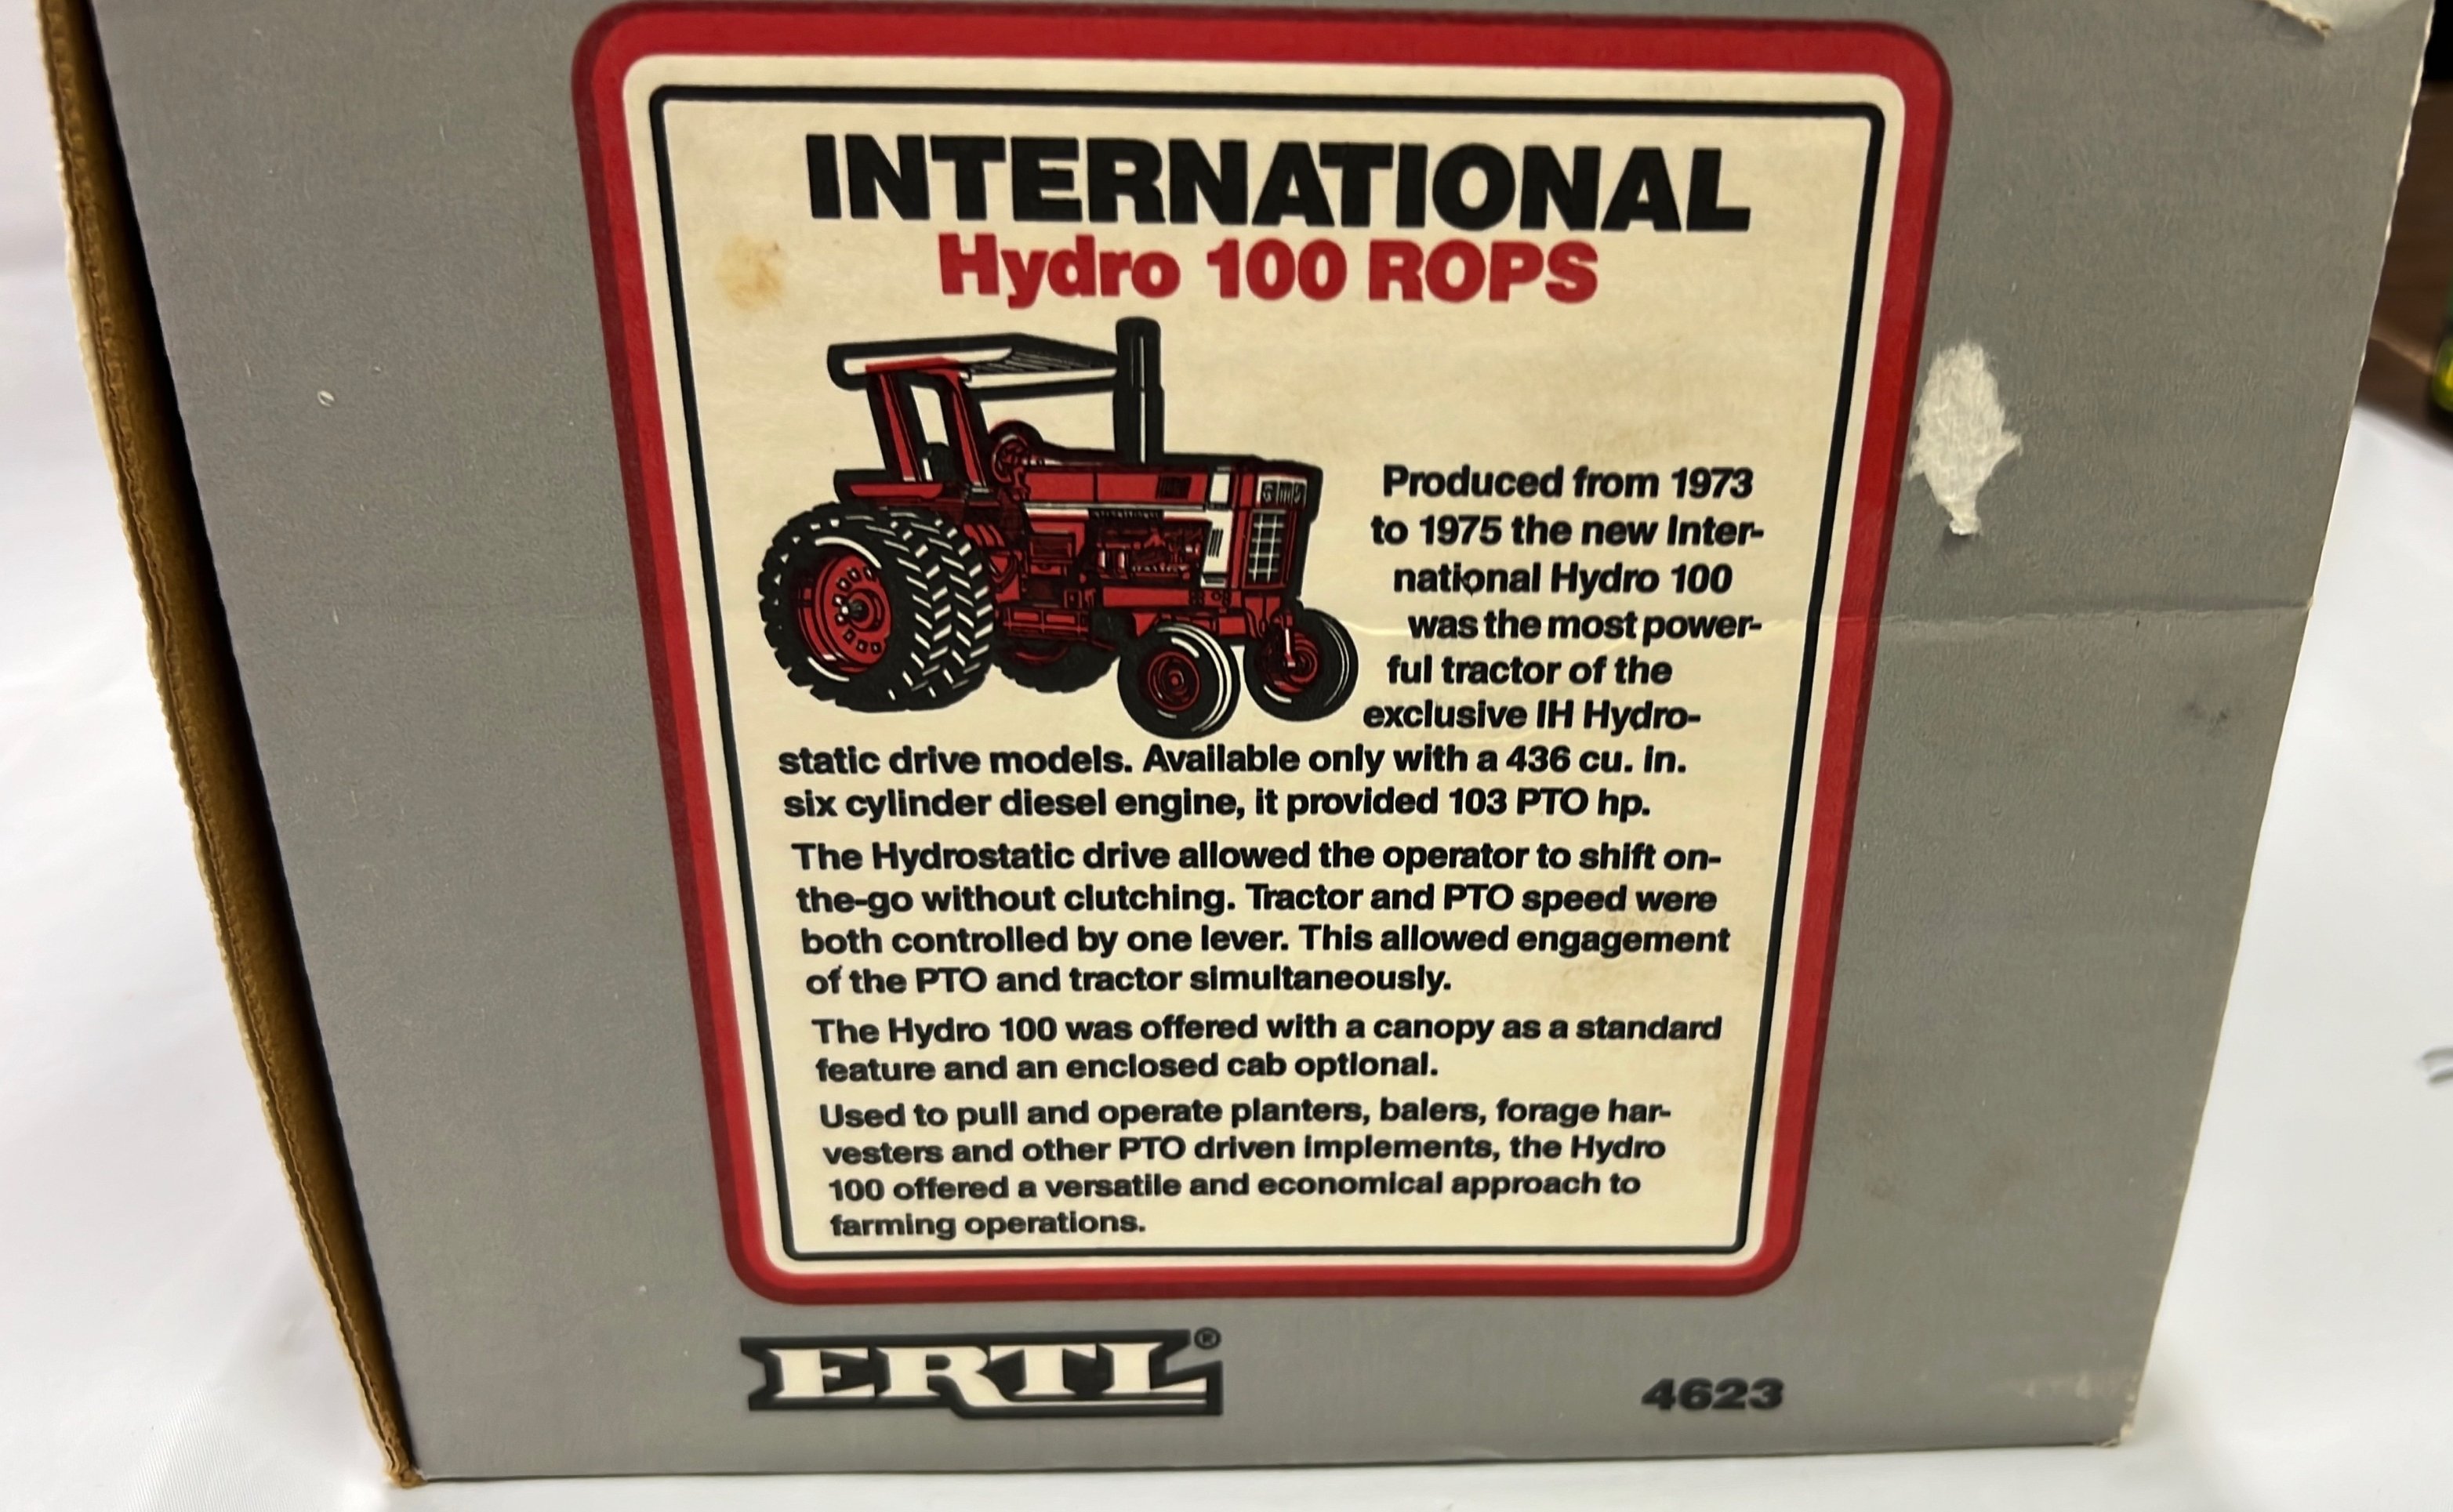 INTERNATIONAL
Hydro 100 ROPS
Produced from 1973
to 1975 the new Inter-
national Hydro 100
was the most power-
ful tractor of the
exclusive IH Hydro-
static drive models. Available only with a 436 cu. in.
six cylinder diesel engine, it provided 103 PTO hp.
The Hydrostatic drive allowed the operator to shift on-
the-go without clutching. Tractor and PTO speed were
both controlled by one lever. This allowed engagement
of the PTO and tractor simultaneously.
The Hydro 100 was offered with a canopy as a standard
feature and an enclosed cab optional.
Used to pull and operate planters, balers, forage har-
vesters and other PTO driven implements, the Hydro
100 offered a versatile and economical approach to
farming operations.
ERTL®
4623